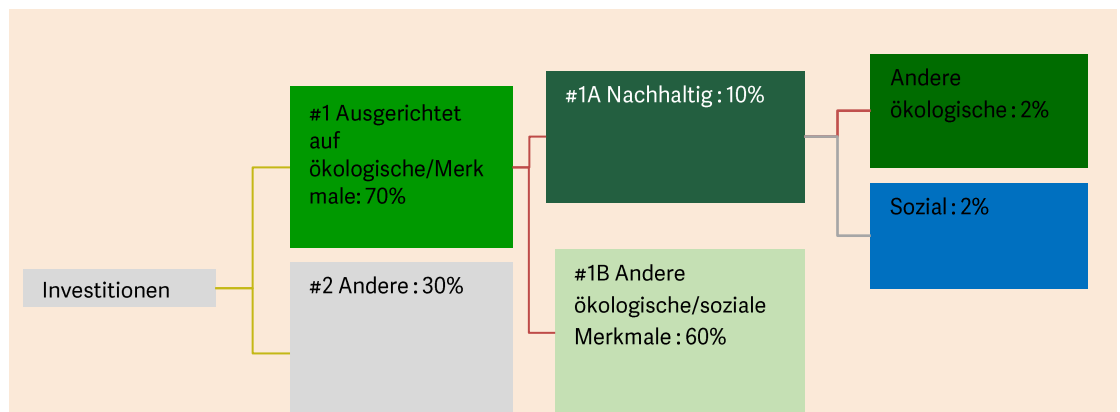 Investitionen
#1 Ausgerichtet
auf
ökologische/Merk
male: 70%
#2 Andere : 30%
#1A Nachhaltig : 10%
#1B Andere
ökologische/soziale
Merkmale : 60%
Andere
ökologische : 2%
Sozial : 2%